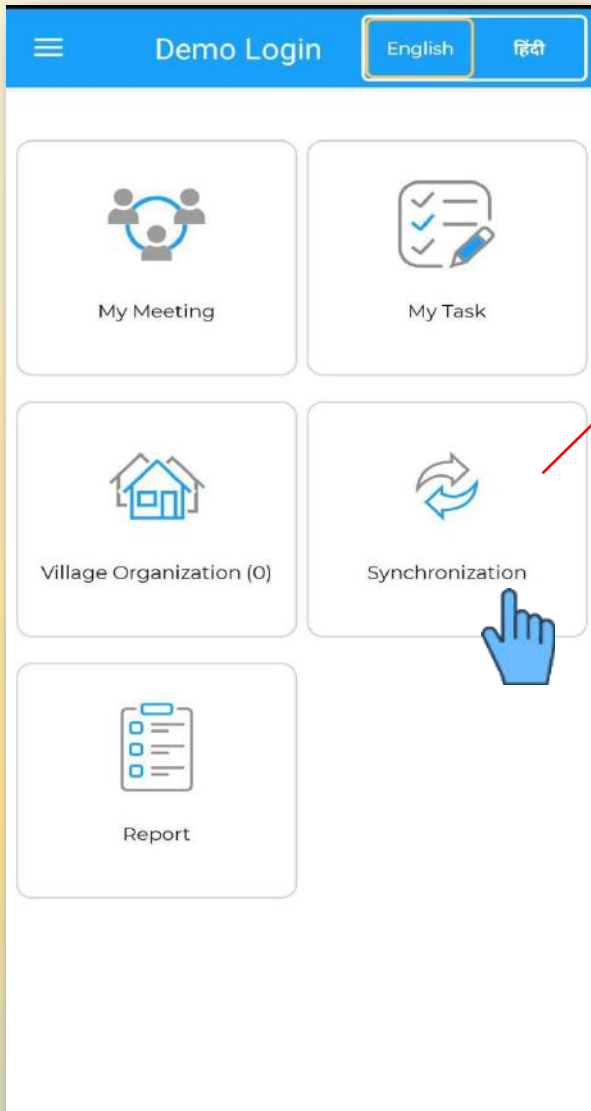 Demo Login
English
हिंदी
My Meeting
My Task
Village Organization (0)
Synchronization
Report